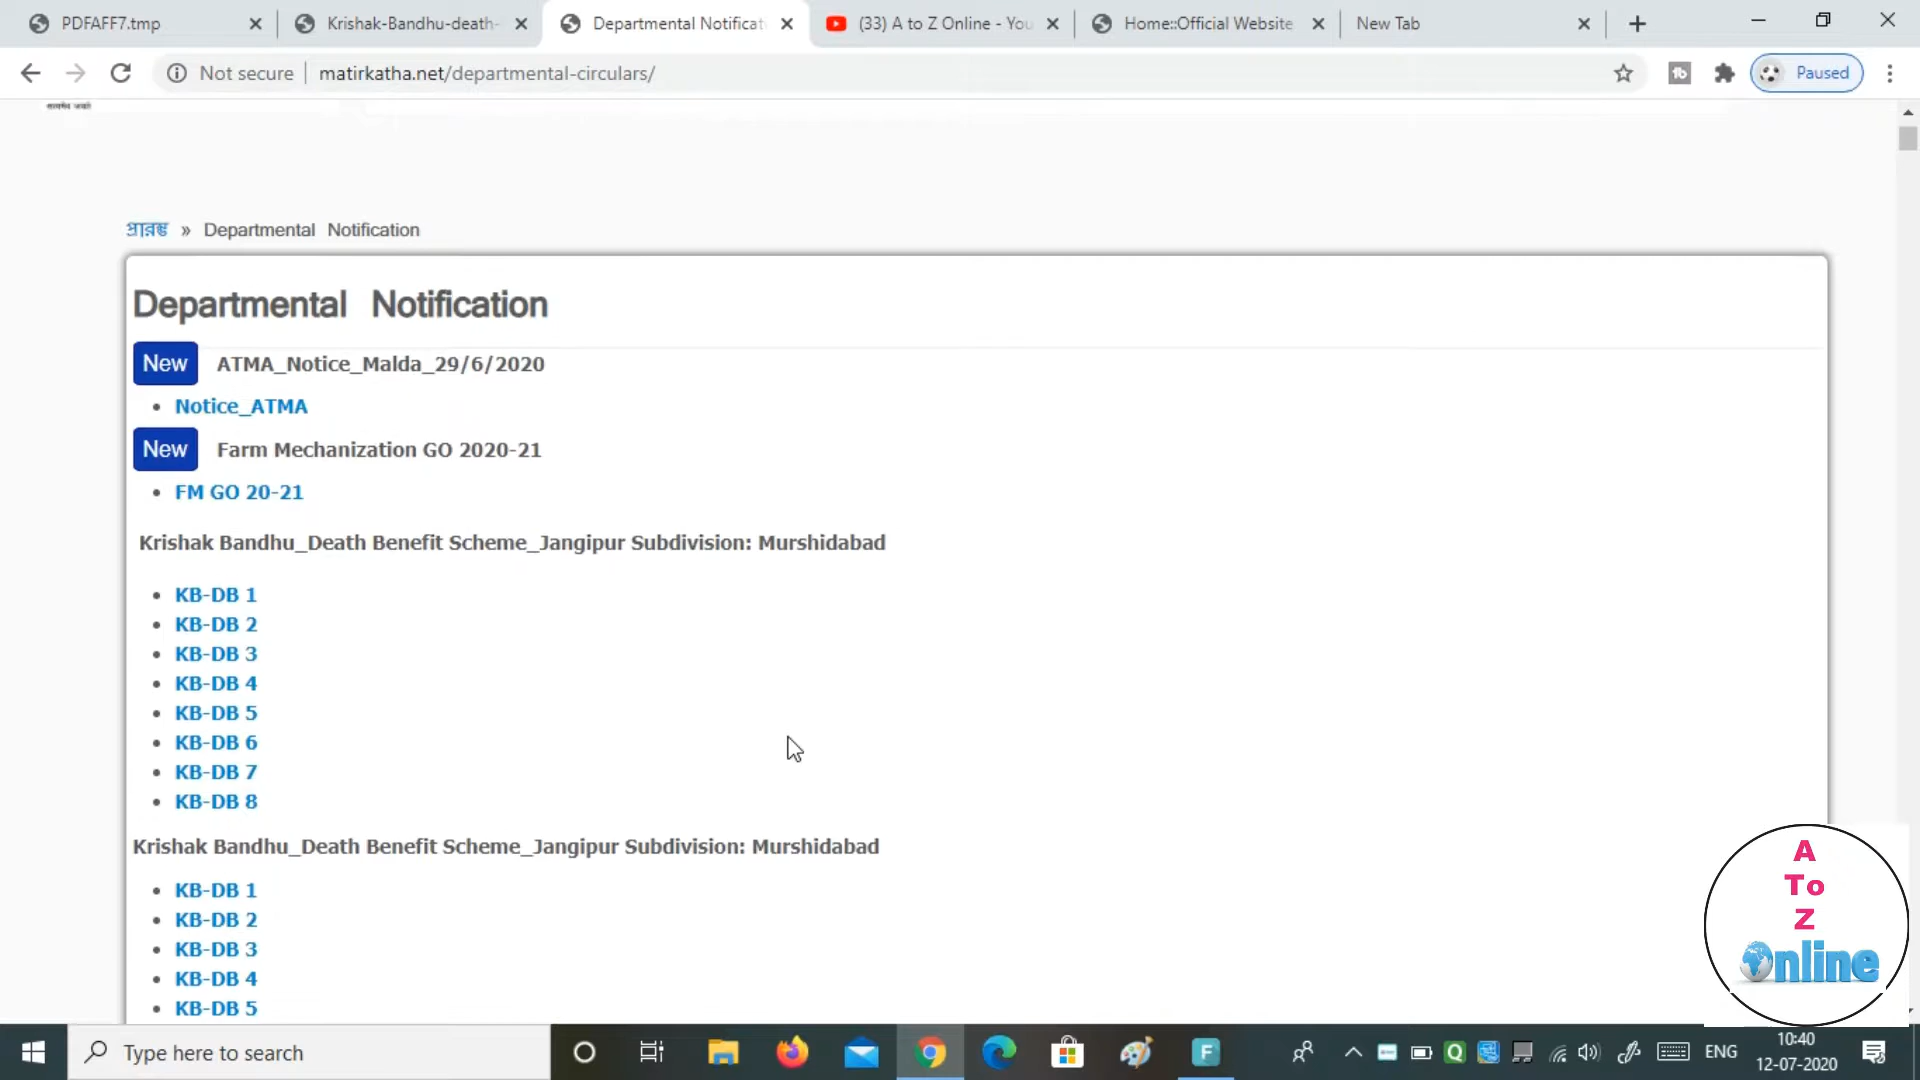 PDFAFF7.tmp
Krishak-Bandhu-death-
Departmental Notificat
(33) A to Z Online - You
Home::Official Website
New Tab
Not secure
matirkatha.net/departmental-circulars/
Paused
सत्यमेव जयते
প্রারম্ভ » Departmental Notification
Departmental Notification
New ATMA_Notice_Malda_29/6/2020
• Notice_ATMA
New Farm Mechanization GO 2020-21
• FM GO 20-21
Krishak Bandhu_Death Benefit Scheme_Jangipur Subdivision: Murshidabad
• KB-DB 1
• KB-DB 2
• KB-DB 3
• KB-DB 4
• KB-DB 5
• KB-DB 6
• KB-DB 7
• KB-DB 8
Krishak Bandhu_Death Benefit Scheme_Jangipur Subdivision: Murshidabad
• KB-DB 1
• KB-DB 2
• KB-DB 3
• KB-DB 4
• KB-DB 5
A
To
Z
Online
Type here to search
ENG
10:40
12-07-2020